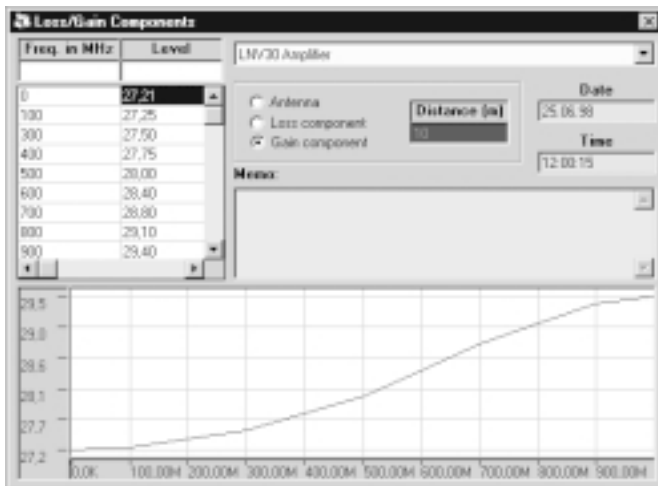 Loss/Gain Components
Freq. in MHz Level
LNV30 Amplifier
0 27,21
100 27,25
300 27,50
400 27,75
500 28,00
600 28,40
700 28,80
800 29,10
900 29,40
Antenna
Loss component
Gain component
Distance [m]
10
Date
25.06.98
Time
12:00:15
Memo:
29,5
29,0
28,6
28,1
27,7
27,2
0,0K 100,00M 200,00M 300,00M 400,00M 500,00M 600,00M 700,00M 800,00M 900,00M